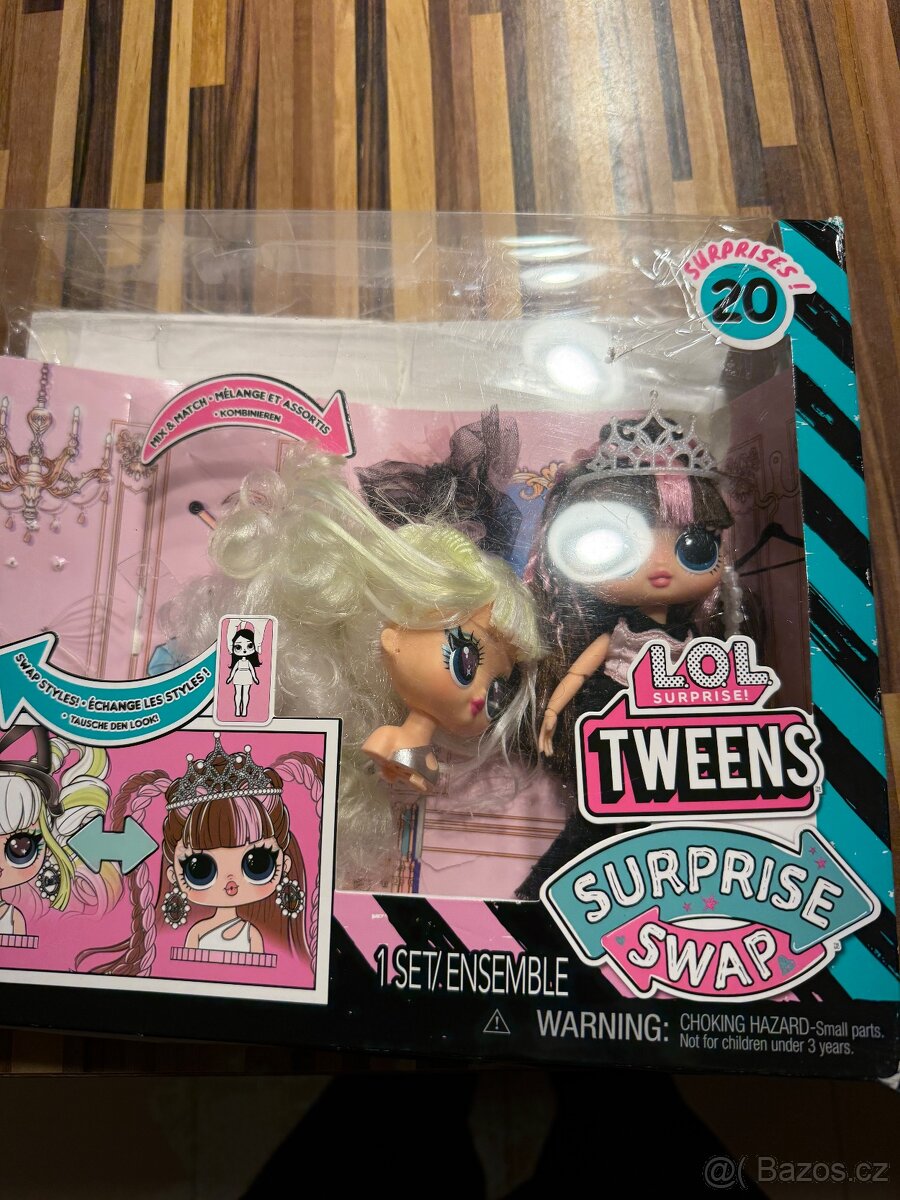 SURPRISES!
20
MIX & MATCH • MÉLANGE ET ASSORTIS
• KOMBINIEREN
SWAP STYLES! • ÉCHANGE LES STYLES!
• TAUSCHE DEN LOOK!
L.O.L.
SURPRISE!
TWEENS
SURPRISE
SWAP
1 SET/ENSEMBLE
WARNING: CHOKING HAZARD-Small parts.
Not for children under 3 years.
@( Bazos.cz